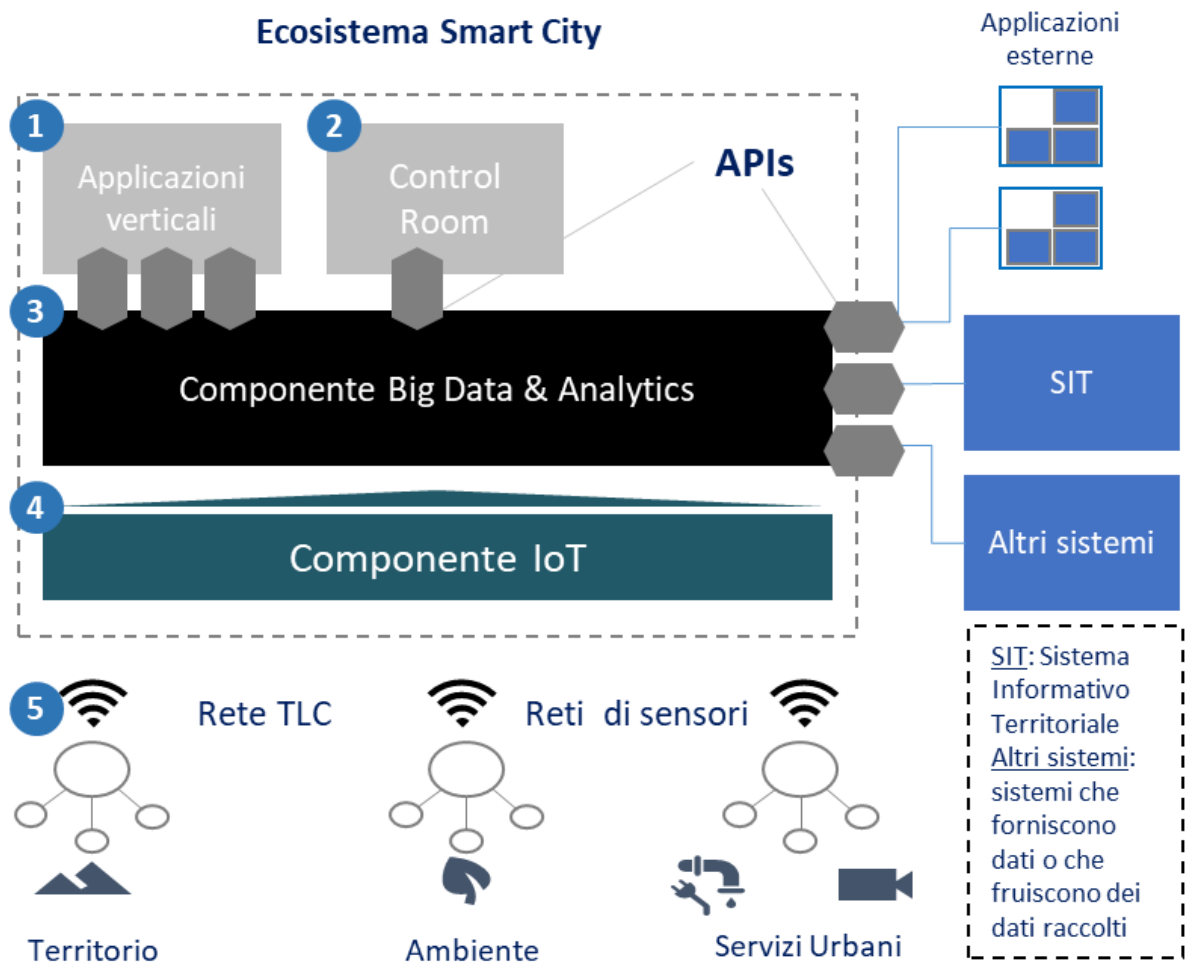 Ecosistema Smart City
Applicazioni
esterne
1
Applicazioni
verticali
2
Control
Room
APIs
3
Componente Big Data & Analytics
SIT
4
Componente IoT
Altri sistemi
5
Rete TLC
Reti di sensori
Territorio
Ambiente
Servizi Urbani
SIT: Sistema
Informativo
Territoriale
Altri sistemi:
sistemi che
forniscono
dati o che
fruiscono dei
dati raccolti